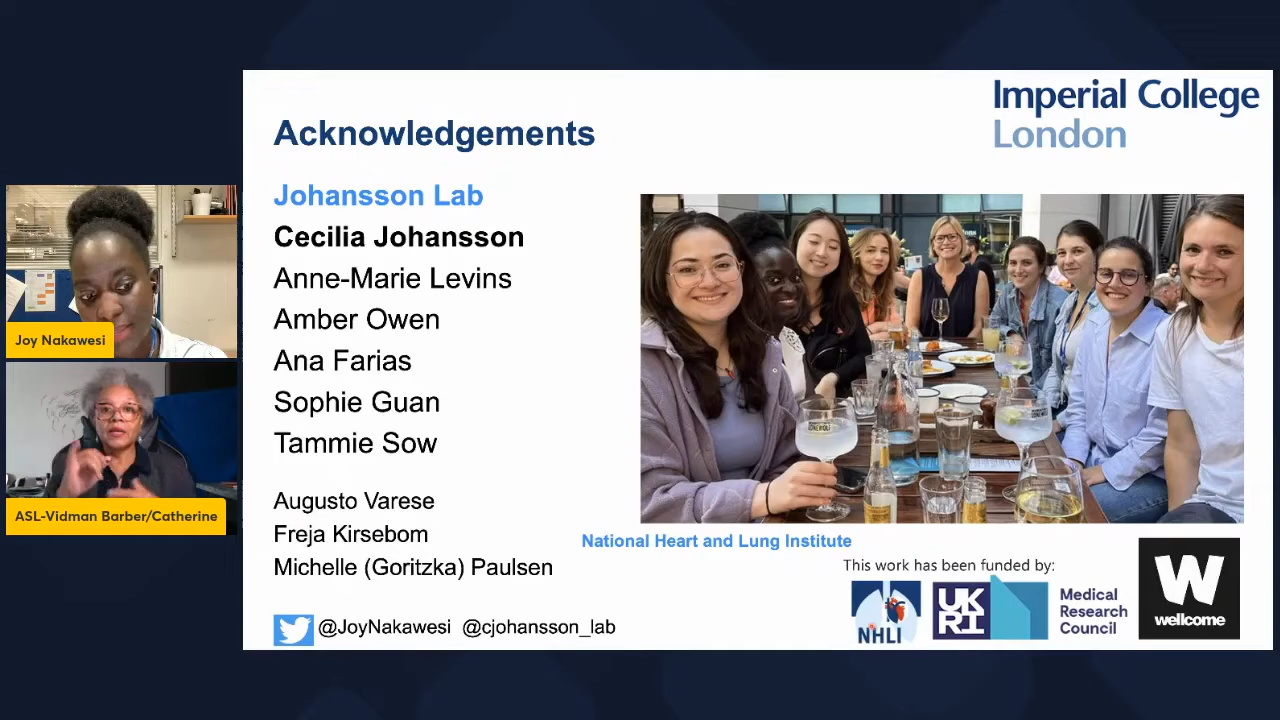 Imperial College
London
Acknowledgements
Johansson Lab
Cecilia Johansson
Anne-Marie Levins
Amber Owen
Ana Farias
Sophie Guan
Tammie Sow
Augusto Varese
Freja Kirsebom
Michelle (Goritzka) Paulsen
@JoyNakawesi @cjohansson_lab
National Heart and Lung Institute
This work has been funded by:
NHLI
UK
RI
Medical
Research
Council
W
wellcome
Joy Nakawesi
ASL-Vidman Barber/Catherine